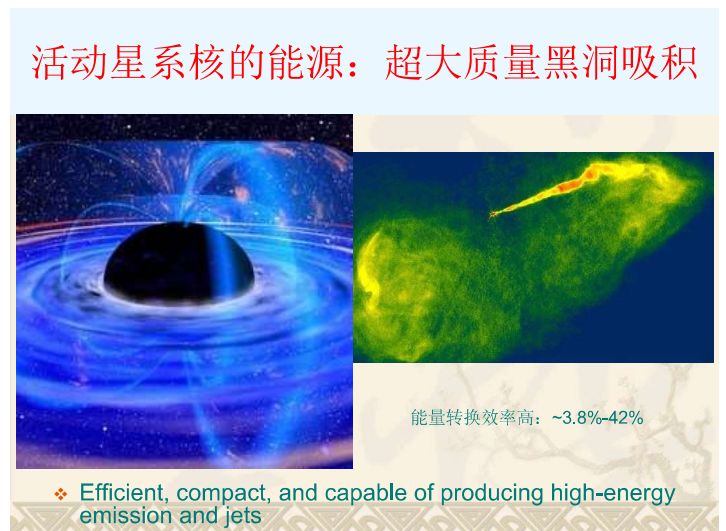 活动星系核的能源：超大质量黑洞吸积
能量转换效率高：~3.8%-42%
Efficient, compact, and capable of producing high-energy
emission and jets